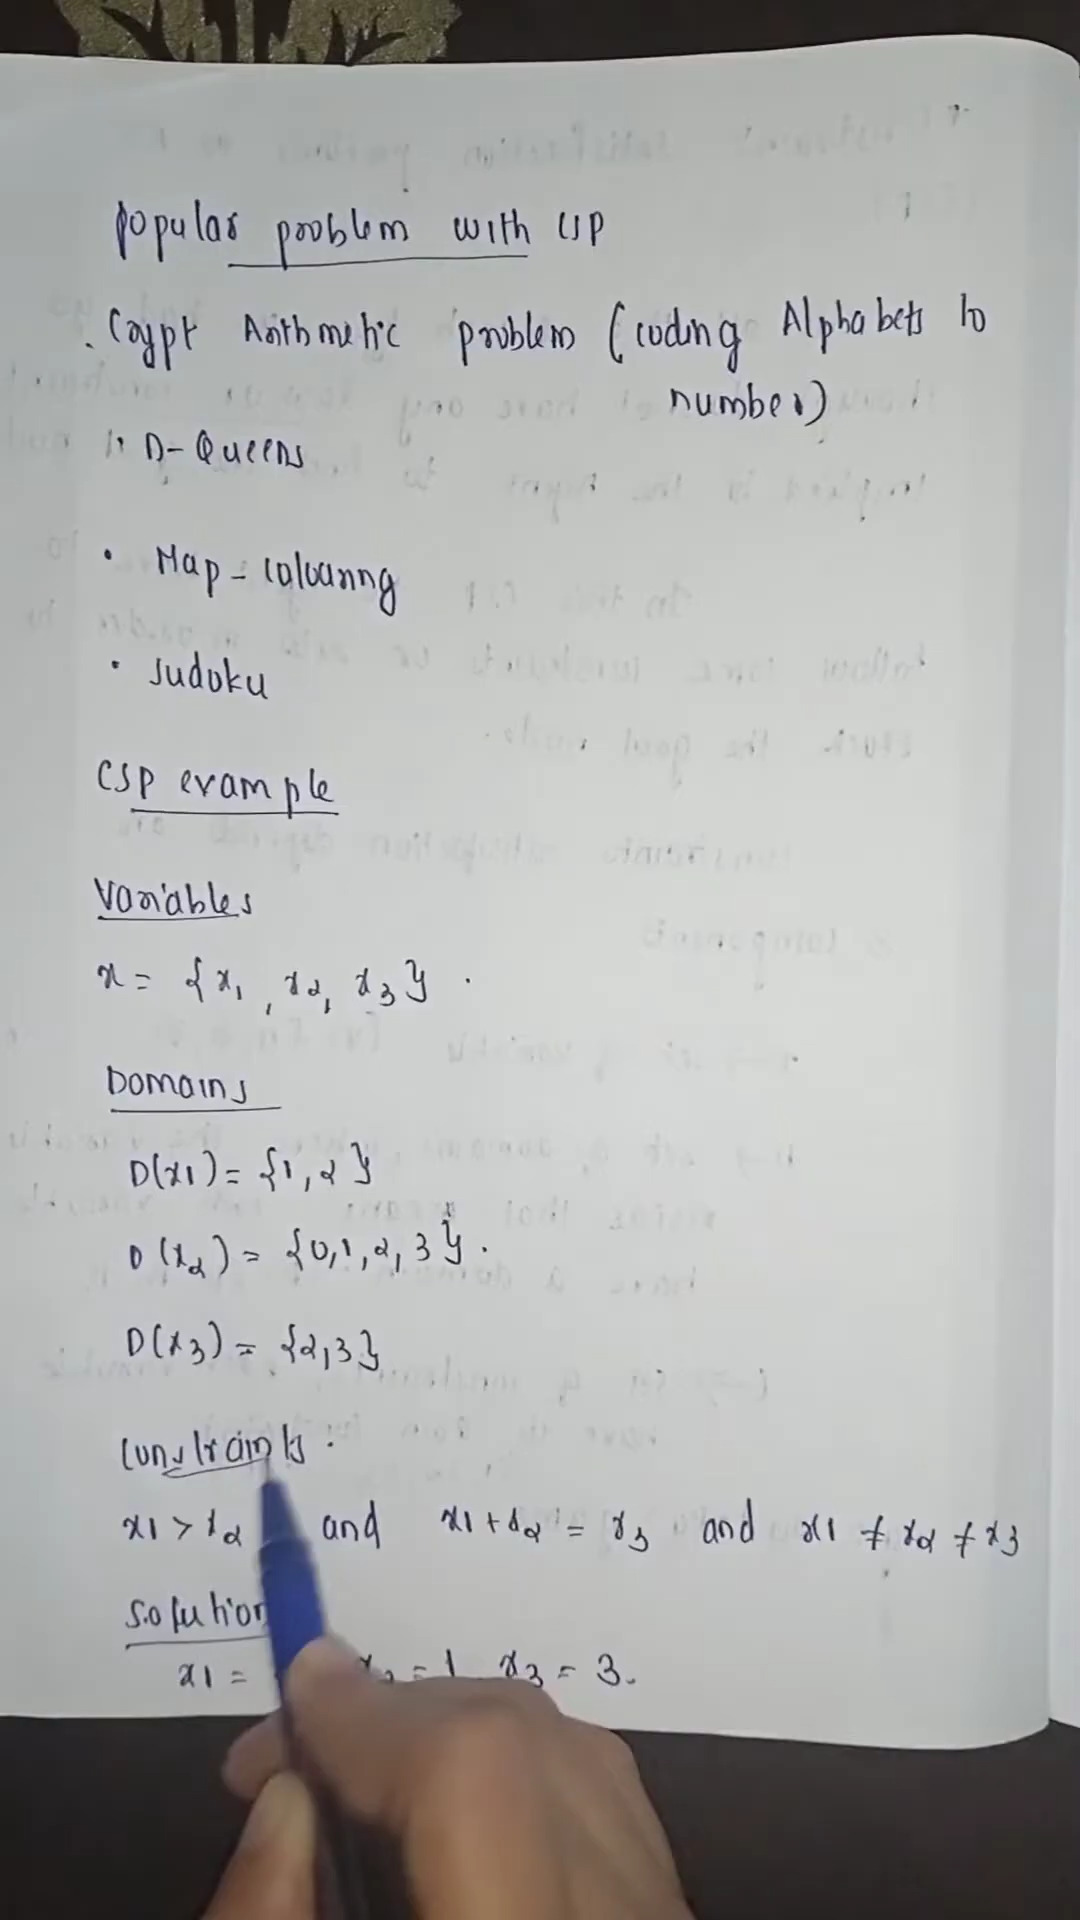 popular problem with CSP
. Crypt Arithmetic problem (coding Alphabets to
number)
n-Queens
• Map-colouring
• Sudoku
CSP example
Variables
x = {x1, x2, x3}.
Domains
D(x1) = {1, 2}
D(x2) = {0, 1, 2, 3}.
D(x3) = {2, 3}
Constraints.
x1 > x2 and x1 + x2 = x3 and x1 ≠ x2 ≠ x3
Solution
x1 = = 1 x3 = 3.